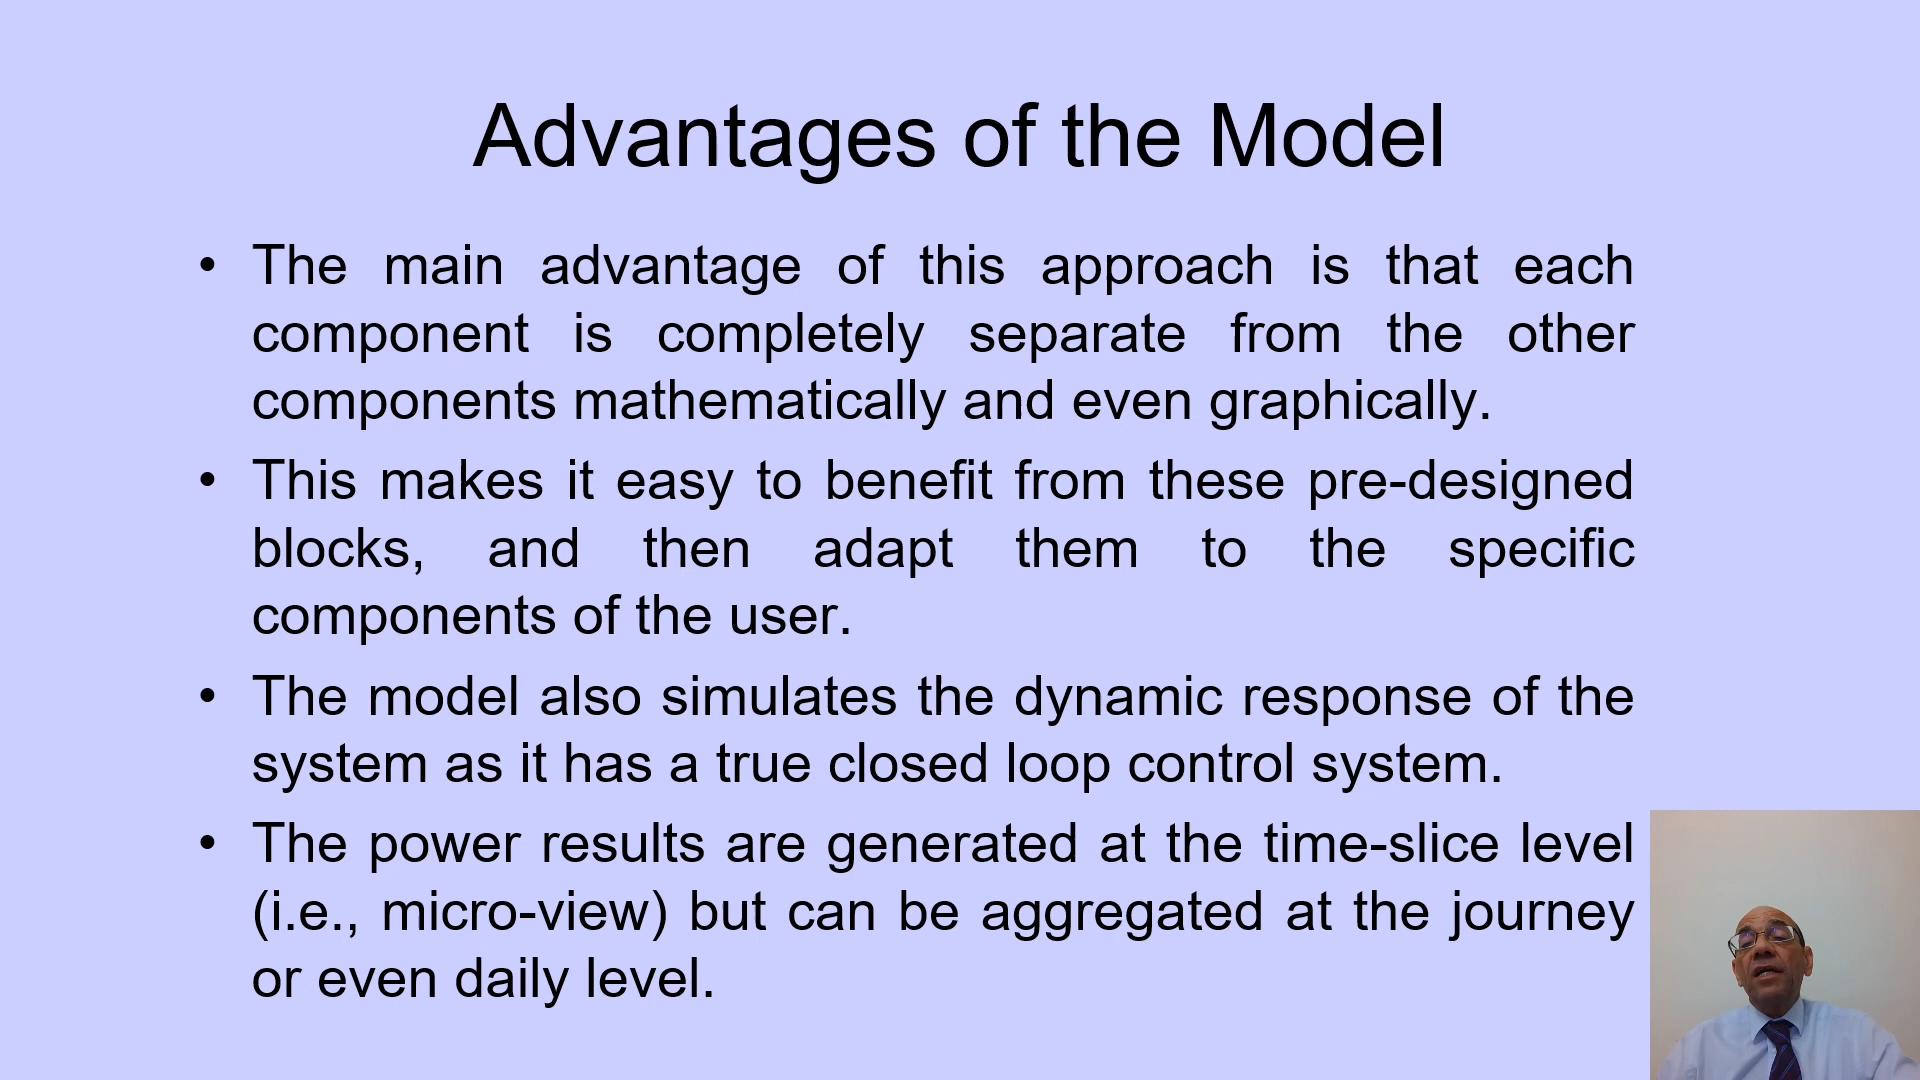 Advantages of the Model
• The main advantage of this approach is that each
component is completely separate from the other
components mathematically and even graphically.
• This makes it easy to benefit from these pre-designed
blocks, and then adapt them to the specific
components of the user.
• The model also simulates the dynamic response of the
system as it has a true closed loop control system.
• The power results are generated at the time-slice level
(i.e., micro-view) but can be aggregated at the journey
or even daily level.